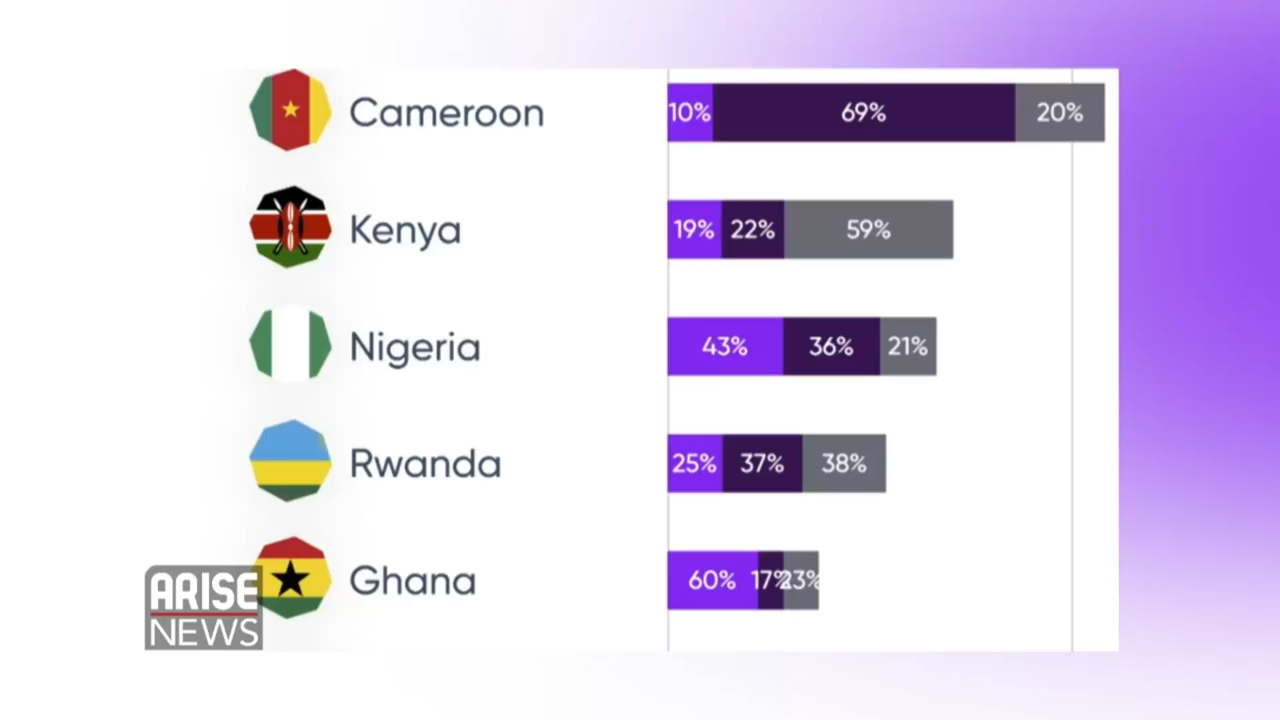 Cameroon 10% 69% 20%
Kenya 19% 22% 59%
Nigeria 43% 36% 21%
Rwanda 25% 37% 38%
Ghana 60% 17% 23%
ARISE
NEWS